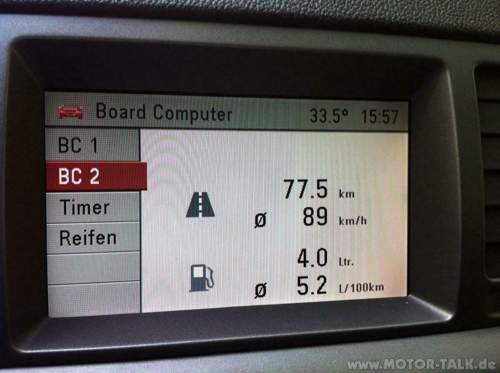 Board Computer 33.5° 15:57
BC 1
BC 2
Timer
Reifen
77.5 km
ø 89 km/h
4.0 Ltr.
ø 5.2 L/100km
www.MOTOR-TALK.de